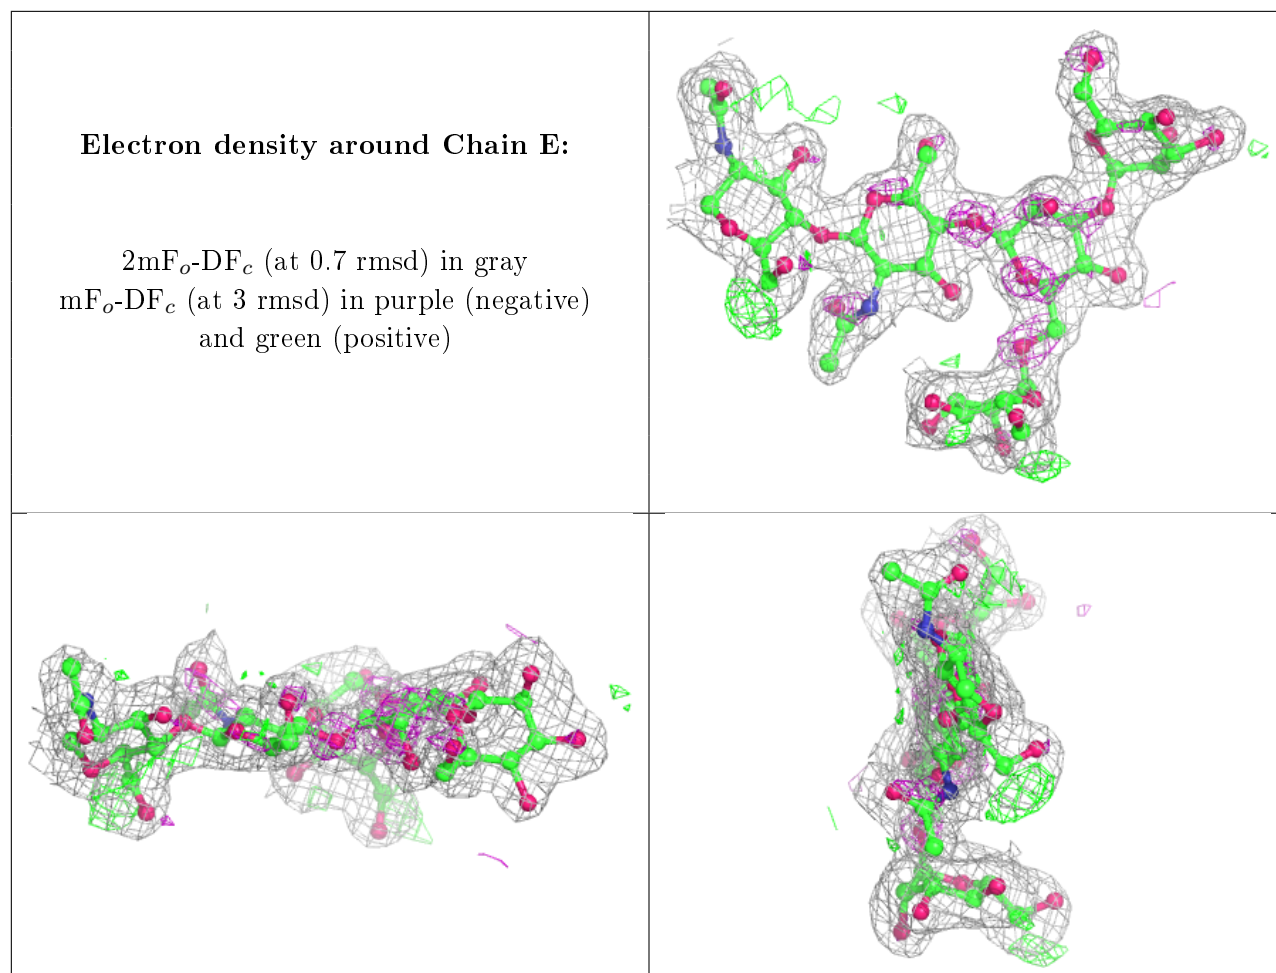 Electron density around Chain E:
2mFₒ-DF𝒸 (at 0.7 rmsd) in gray
mFₒ-DF𝒸 (at 3 rmsd) in purple (negative)
and green (positive)